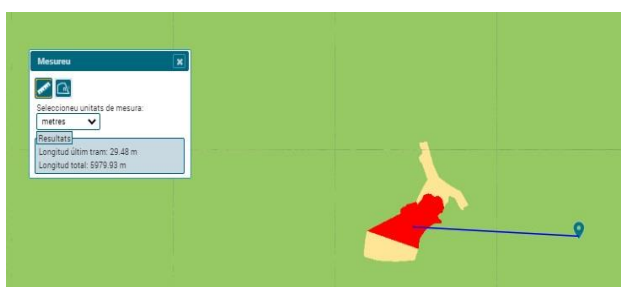 Mesureu
Seleccioneu unitats de mesura:
metres
Resultats
Longitud últim tram: 29.48 m
Longitud total: 5979.93 m